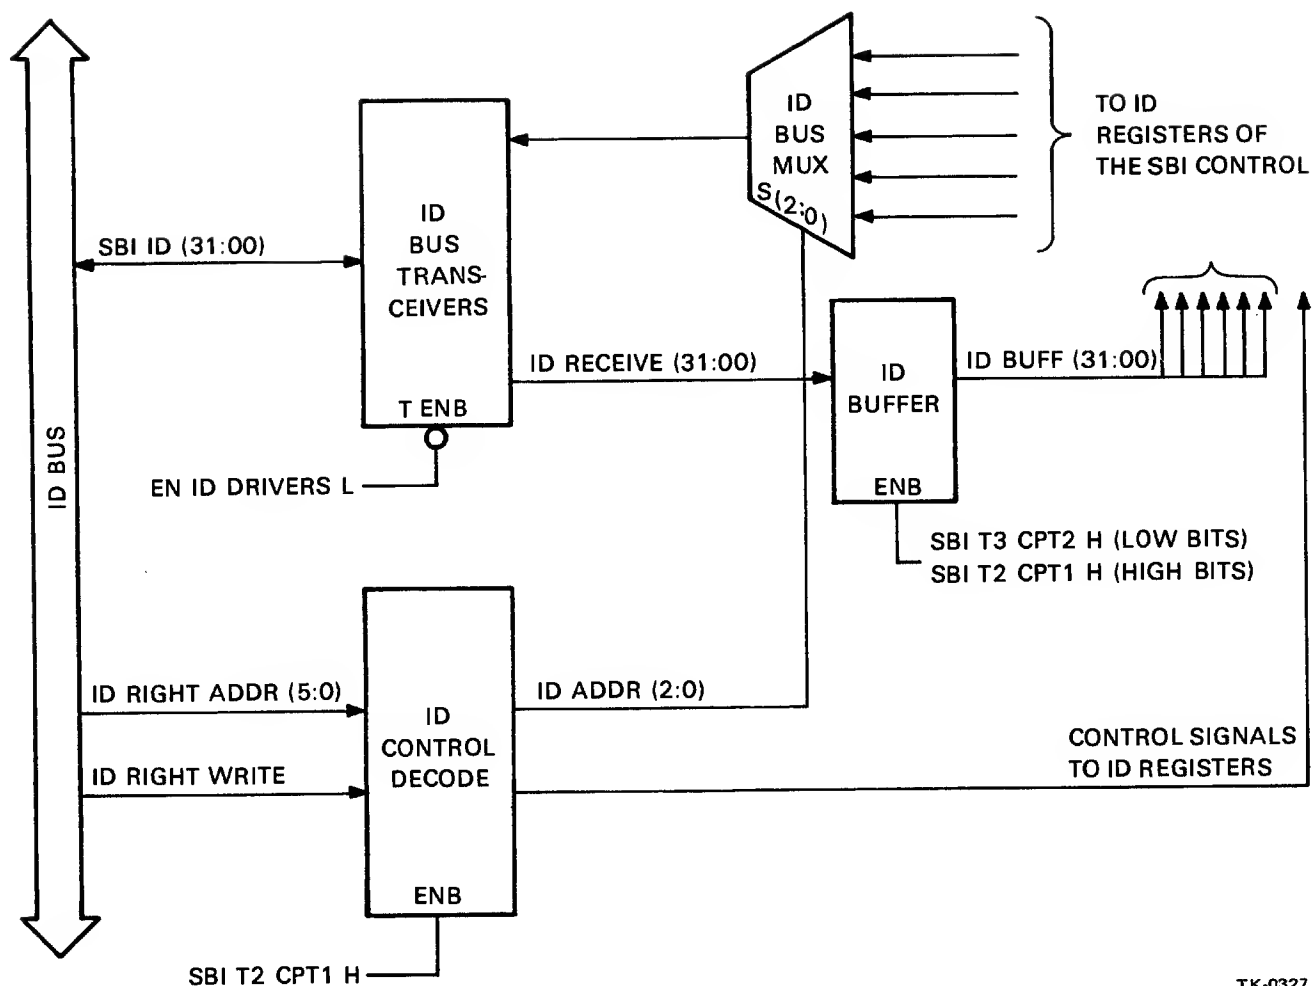 ID
BUS
MUX
S(2:0)
TO ID
REGISTERS OF
THE SBI CONTROL
ID
BUS
TRANS-
CEIVERS
T ENB
SBI ID (31:00)
ID RECEIVE (31:00)
ID
BUFFER
ENB
ID BUFF (31:00)
ID BUS
EN ID DRIVERS L
SBI T3 CPT2 H (LOW BITS)
SBI T2 CPT1 H (HIGH BITS)
ID RIGHT ADDR (5:0)
ID ADDR (2:0)
ID
CONTROL
DECODE
ENB
ID RIGHT WRITE
CONTROL SIGNALS
TO ID REGISTERS
SBI T2 CPT1 H
TK-0327